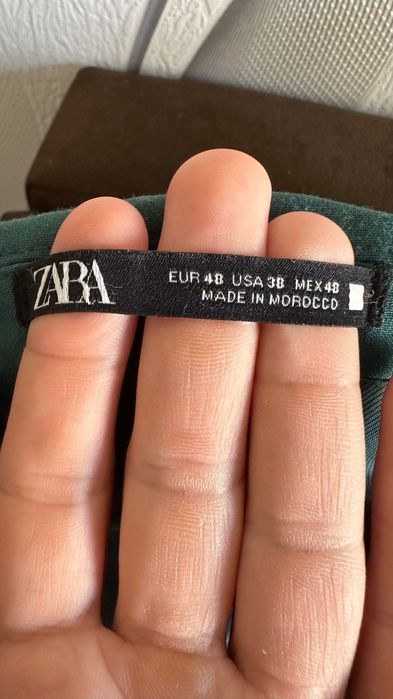 ZARA
EUR 48 USA 38 MEX 48
MADE IN MOROCCO